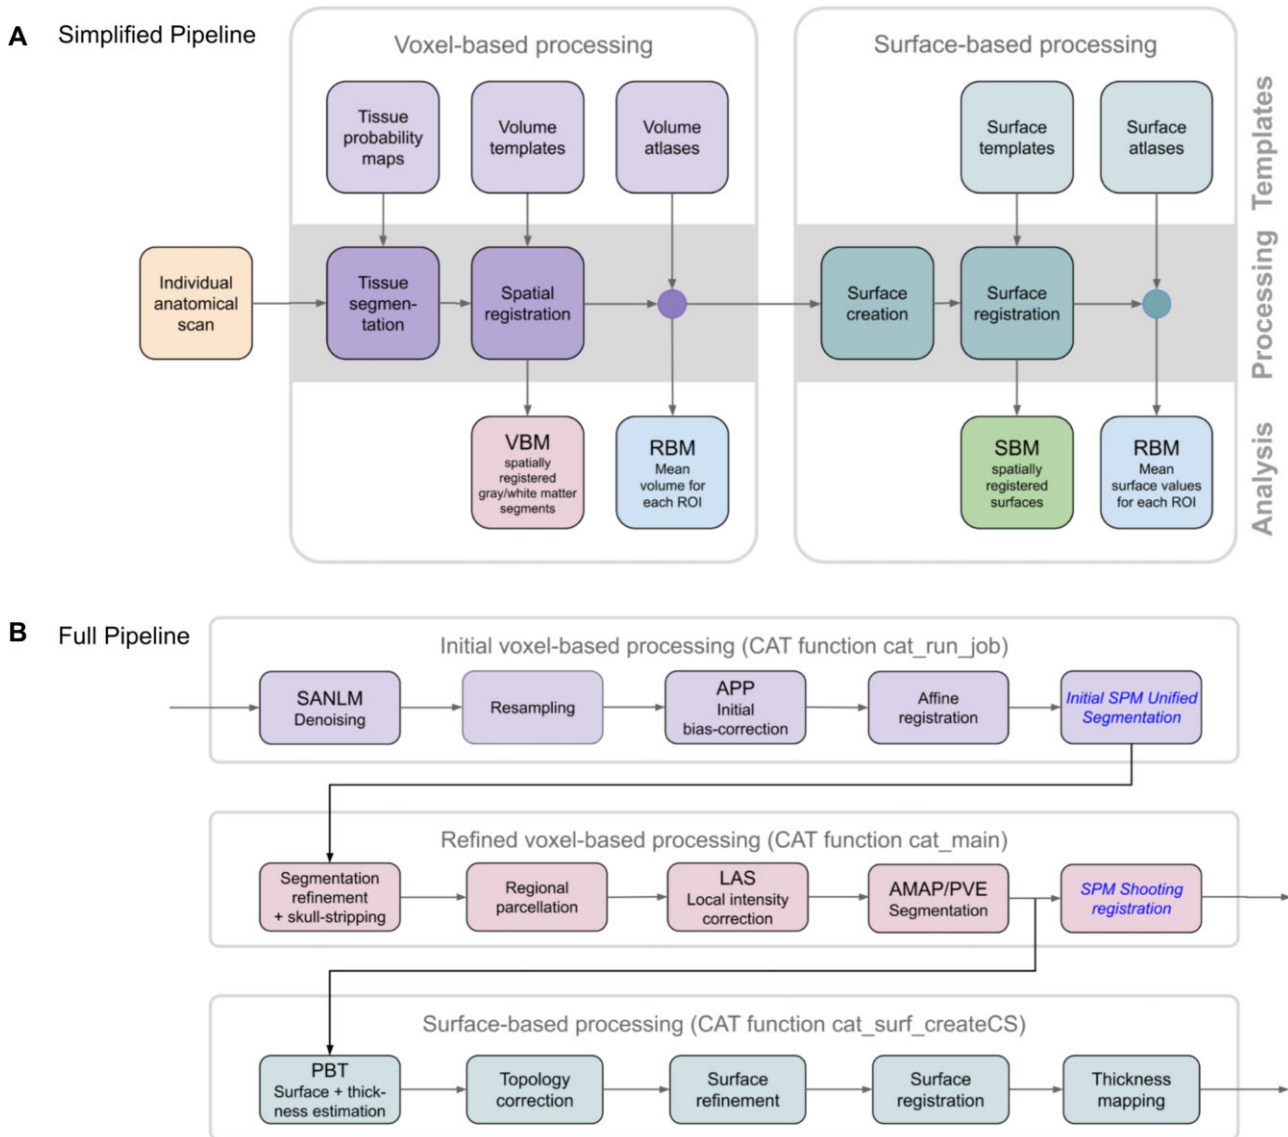 A Simplified Pipeline
Voxel-based processing
Surface-based processing
Tissue
probability
maps
Volume
templates
Volume
atlases
Surface
templates
Surface
atlases
Templates
Individual
anatomical
scan
Tissue
segmen-
tation
Spatial
registration
Surface
creation
Surface
registration
Processing
VBM
spatially
registered
gray/white matter
segments
RBM
Mean
volume for
each ROI
SBM
spatially
registered
surfaces
RBM
Mean
surface values
for each ROI
Analysis
B Full Pipeline
Initial voxel-based processing (CAT function cat_run_job)
SANLM
Denoising
Resampling
APP
Initial
bias-correction
Affine
registration
Initial SPM Unified
Segmentation
Refined voxel-based processing (CAT function cat_main)
Segmentation
refinement
+ skull-stripping
Regional
parcellation
LAS
Local intensity
correction
AMAP/PVE
Segmentation
SPM Shooting
registration
Surface-based processing (CAT function cat_surf_createCS)
PBT
Surface + thick-
ness estimation
Topology
correction
Surface
refinement
Surface
registration
Thickness
mapping